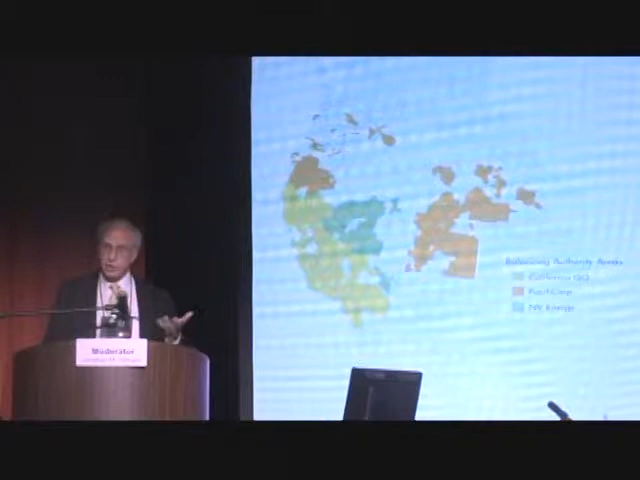 Moderator
Balancing Authority Areas
California ISO
PacifiCorp
NV Energy